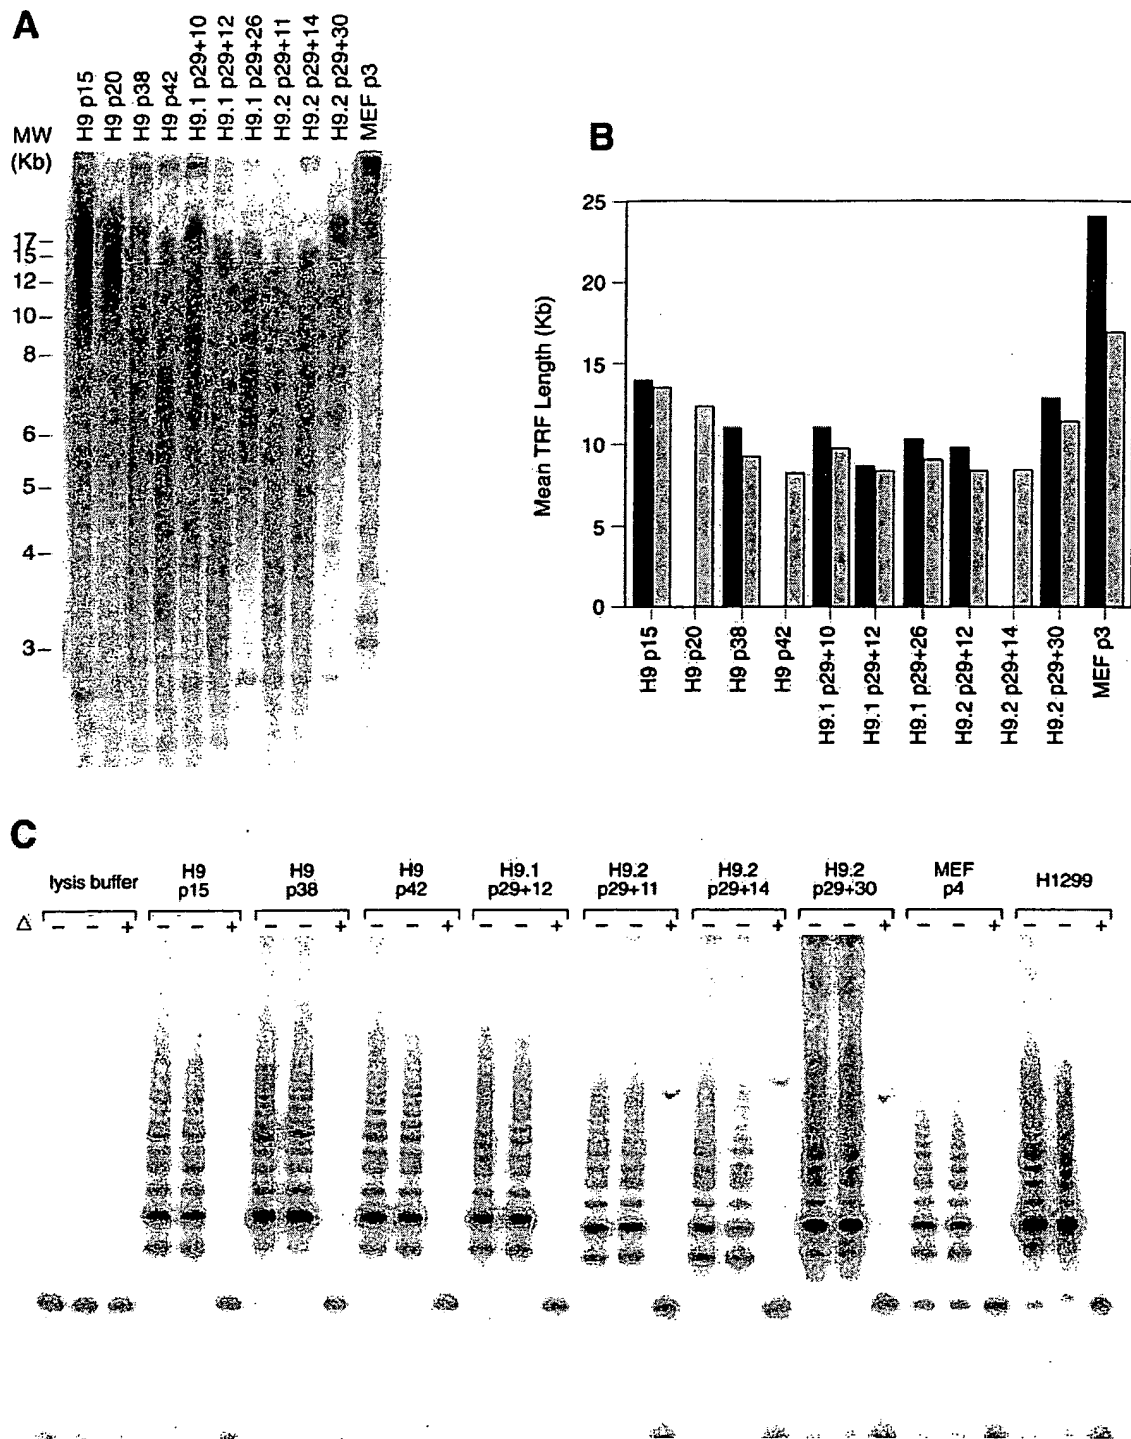 A
H9 p15
H9 p20
H9 p38
H9 p42
H9.1 p29+10
H9.1 p29+12
H9.1 p29+26
H9.2 p29+11
H9.2 p29+14
H9.2 p29+30
MEF p3
MW
(Kb)
17
15
12
10
8
6
5
4
3
B
Mean TRF Length (Kb)
25
20
15
10
5
0
H9 p15
H9 p20
H9 p38
H9 p42
H9.1 p29+10
H9.1 p29+12
H9.1 p29+26
H9.2 p29+12
H9.2 p29+14
H9.2 p29+30
MEF p3
C
lysis buffer
H9 p15
H9 p38
H9 p42
H9.1 p29+12
H9.2 p29+11
H9.2 p29+14
H9.2 p29+30
MEF p4
H1299
Δ - - + - - + - - + - - + - - + - - + - - + - - + - - + - - +